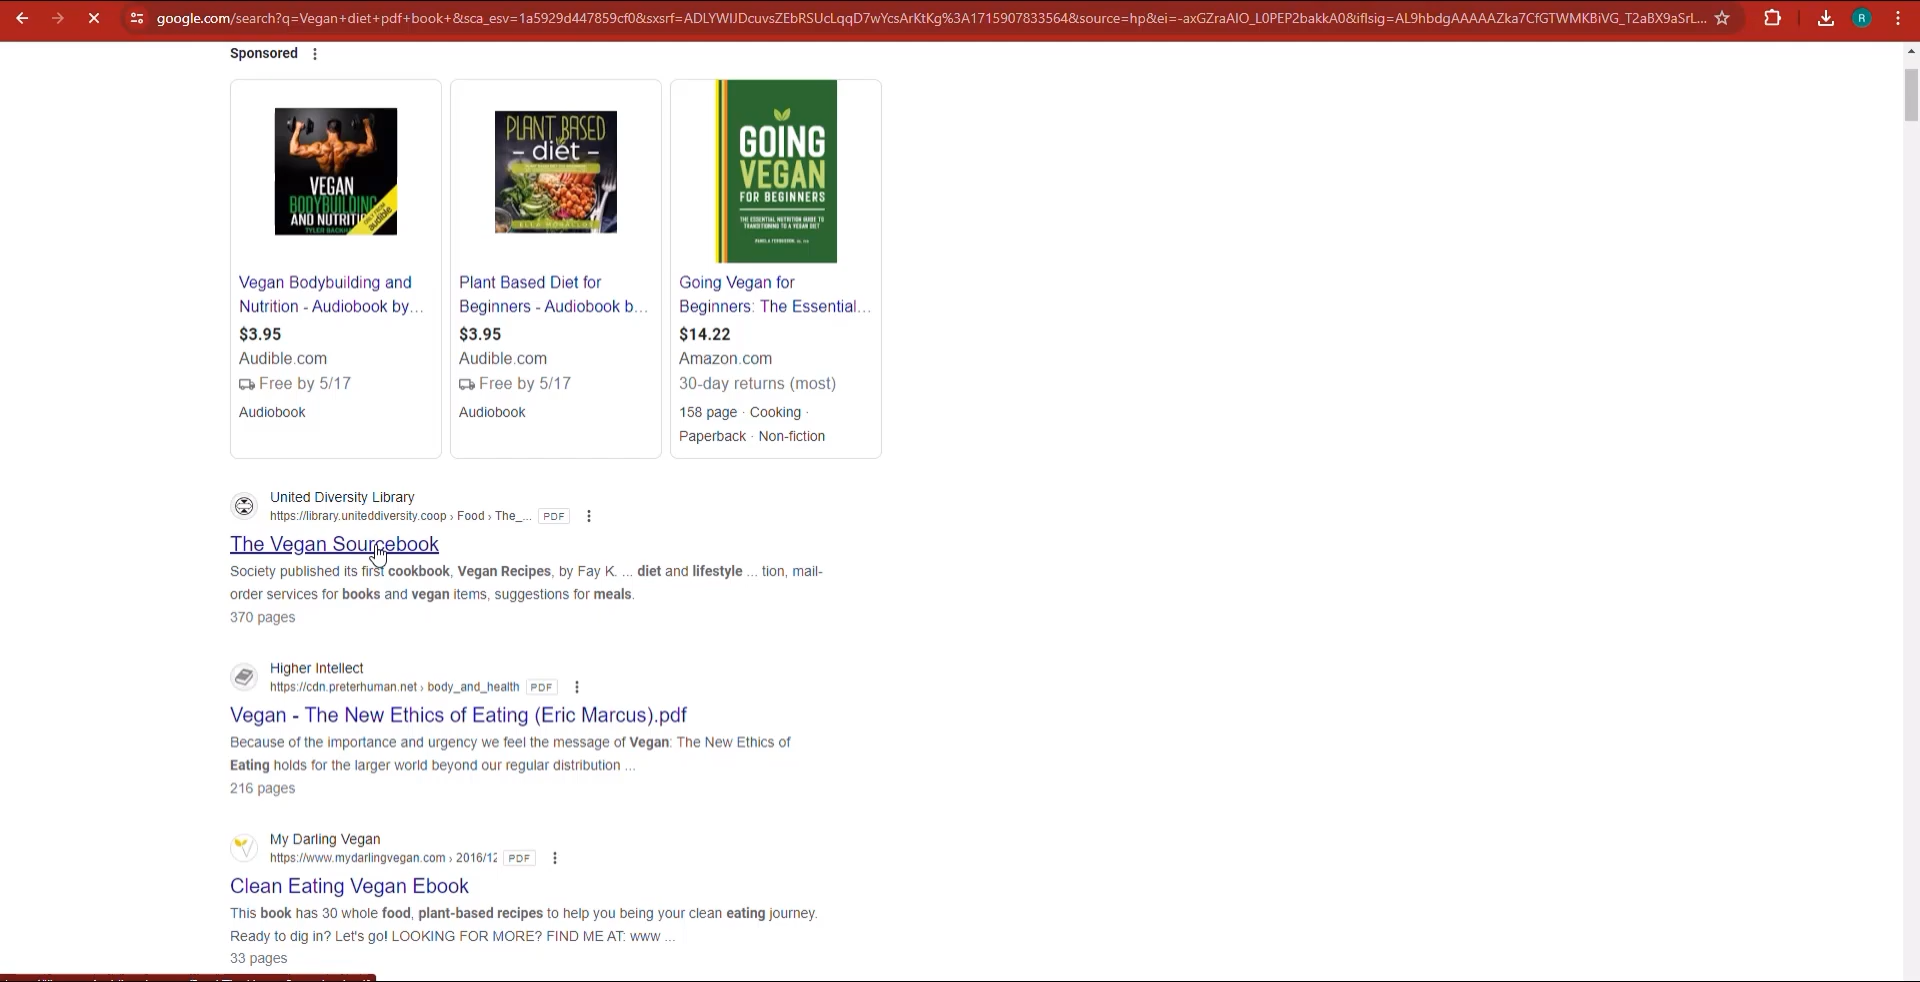 google.com/search?q=Vegan+diet+pdf+book+&sca_esv=1a5929d447859cf0&sxsrf=ADLYWIJDcuvsZEbRSUcLqqD7wYcsArKtKg%3A1715907833564&source=hp&ei=-axGZraAIO_L0PEP2bakkA0&iflsig=AL9hbdgAAAAAZka7CfGTWMKBiVG_T2aBX9aSrL...
R
Sponsored
VEGAN
BODYBUILDING
AND NUTRITI
PLANT BASED
- diet -
GOING
VEGAN
FOR BEGINNERS
THE ESSENTIAL NUTRITION GUIDE TO
TRANSITIONING TO A VEGAN DIET
Vegan Bodybuilding and
Nutrition - Audiobook by...
$3.95
Audible.com
Free by 5/17
Audiobook
Plant Based Diet for
Beginners - Audiobook b...
$3.95
Audible.com
Free by 5/17
Audiobook
Going Vegan for
Beginners: The Essential...
$14.22
Amazon.com
30-day returns (most)
158 page · Cooking ·
Paperback · Non-fiction
United Diversity Library
https://library.uniteddiversity.coop › Food › The_... PDF
The Vegan Sourcebook
Society published its first cookbook, Vegan Recipes, by Fay K. ... diet and lifestyle ... tion, mail-
order services for books and vegan items, suggestions for meals.
370 pages
Higher Intellect
https://cdn.preterhuman.net › body_and_health PDF
Vegan - The New Ethics of Eating (Eric Marcus).pdf
Because of the importance and urgency we feel the message of Vegan: The New Ethics of
Eating holds for the larger world beyond our regular distribution ...
216 pages
My Darling Vegan
https://www.mydarlingvegan.com › 2016/12 PDF
Clean Eating Vegan Ebook
This book has 30 whole food, plant-based recipes to help you being your clean eating journey.
Ready to dig in? Let's go! LOOKING FOR MORE? FIND ME AT: www ...
33 pages